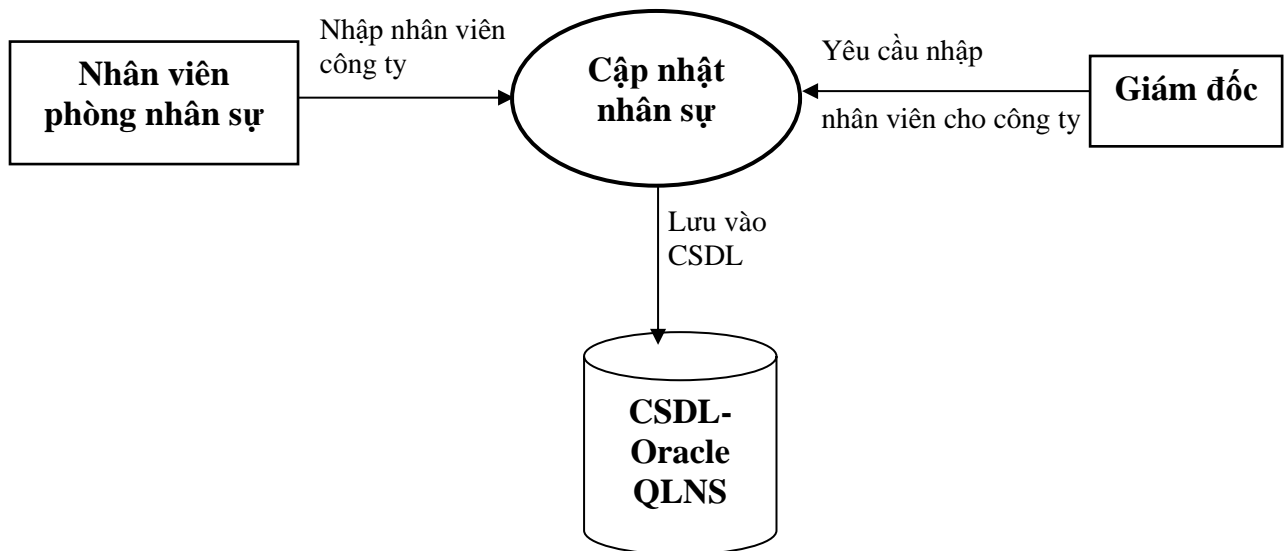 Nhân viên
phòng nhân sự
Nhập nhân viên
công ty
Cập nhật
nhân sự
Yêu cầu nhập
nhân viên cho công ty
Giám đốc
Lưu vào
CSDL
CSDL-
Oracle
QLNS